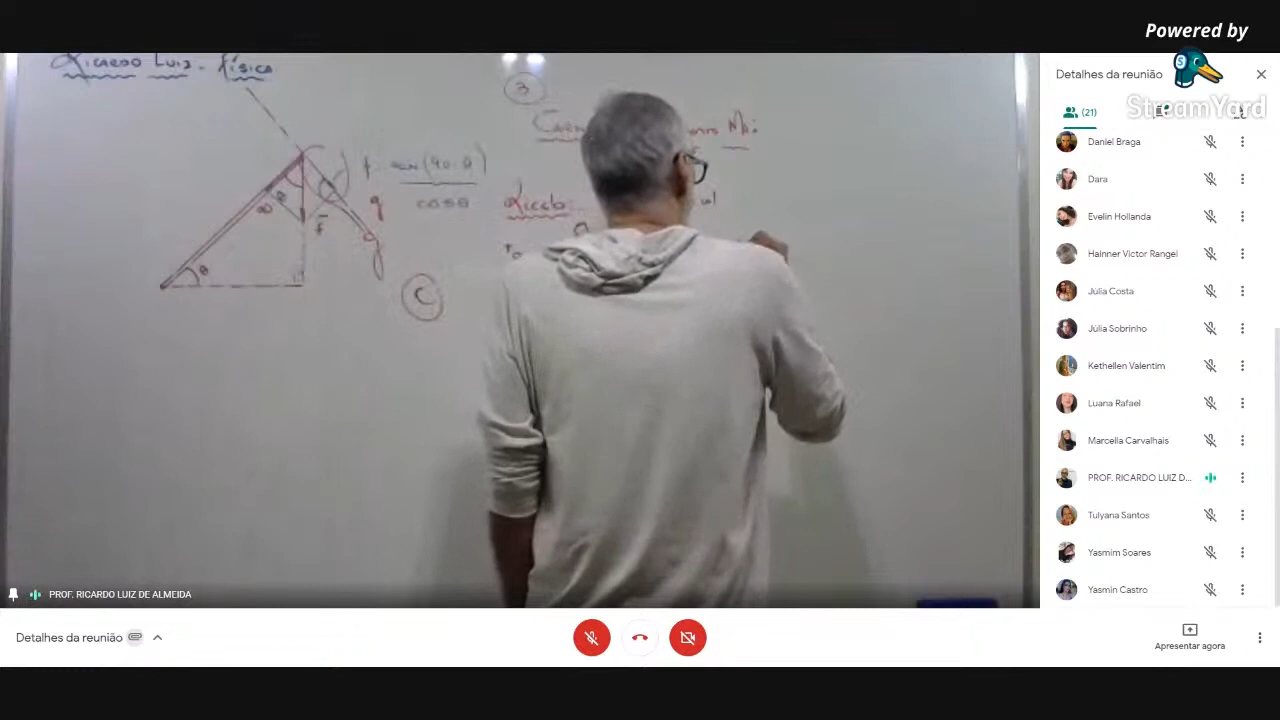 Powered by
StreamYard
Detalhes da reunião
(21)
Daniel Braga
Dara
Evelin Hollanda
Hainner Victor Rangel
Júlia Costa
Júlia Sobrinho
Kethellen Valentim
Luana Rafael
Marcella Carvalhais
PROF. RICARDO LUIZ D...
Tulyana Santos
Yasmim Soares
Yasmin Castro
Ricardo Luiz - Física
3
θ
θ
f
cos θ
C
PROF. RICARDO LUIZ DE ALMEIDA
Detalhes da reunião
Apresentar agora